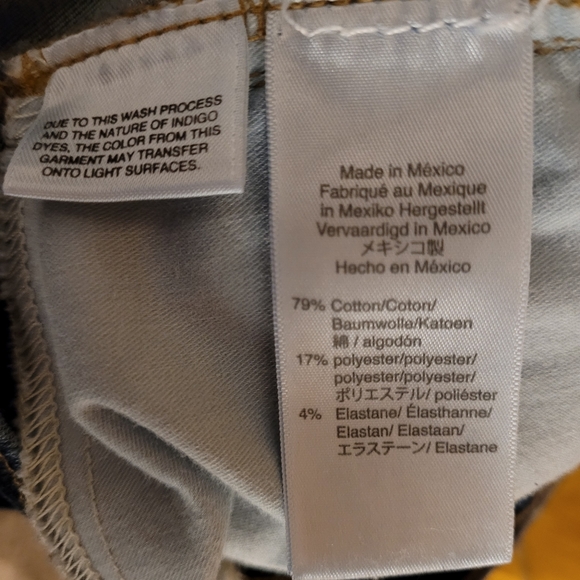 DUE TO THIS WASH PROCESS
AND THE NATURE OF INDIGO
DYES, THE COLOR FROM THIS
GARMENT MAY TRANSFER
ONTO LIGHT SURFACES.
Made in México
Fabriqué au Mexique
in Mexiko Hergestellt
Vervaardigd in Mexico
メキシコ製
Hecho en México
79% Cotton/Coton/
Baumwolle/Katoen
綿 / algodón
17% polyester/polyester/
polyester/polyester/
ポリエステル/ poliéster
4% Elastane/ Élasthanne/
Elastan/ Elastaan/
エラステーン/ Elastane